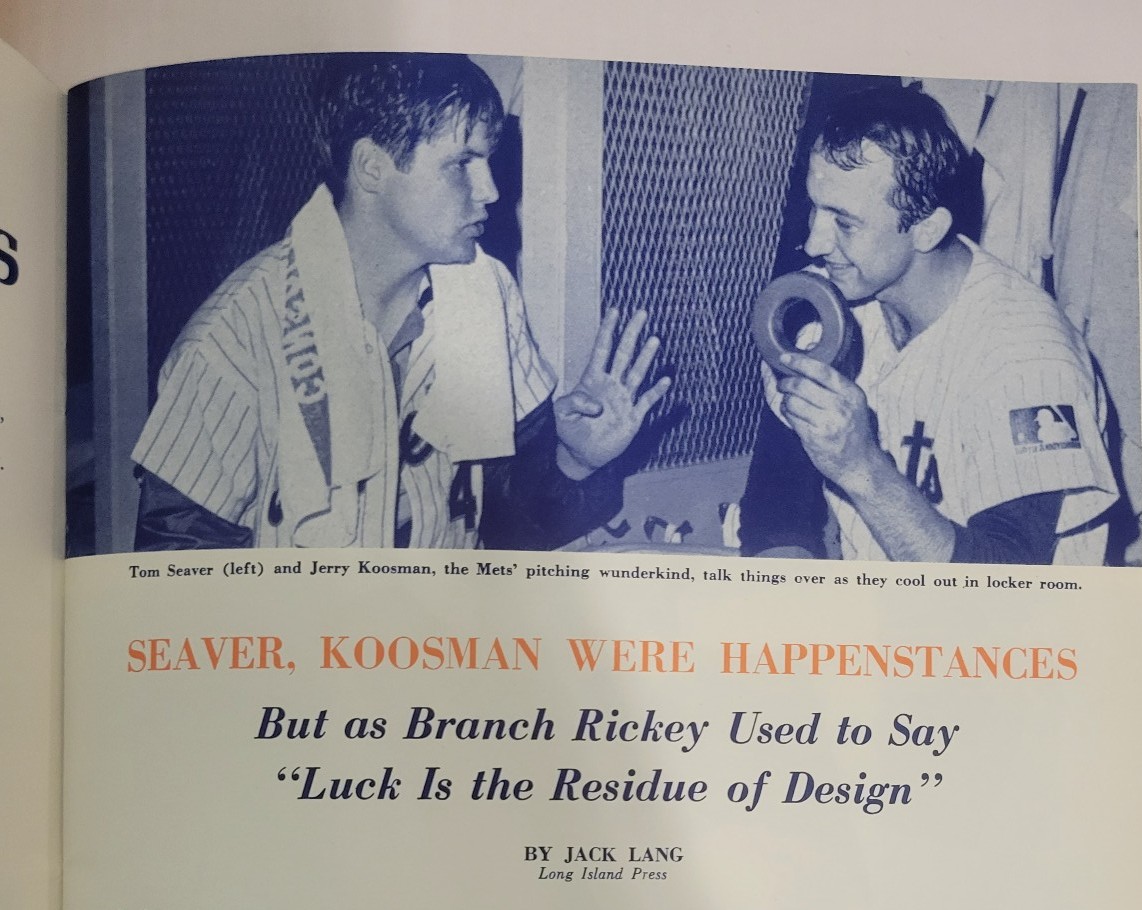 S
,
.
4
Tom Seaver (left) and Jerry Koosman, the Mets' pitching wunderkind, talk things over as they cool out in locker room.
SEAVER, KOOSMAN WERE HAPPENSTANCES
But as Branch Rickey Used to Say
“Luck Is the Residue of Design”
BY JACK LANG
Long Island Press